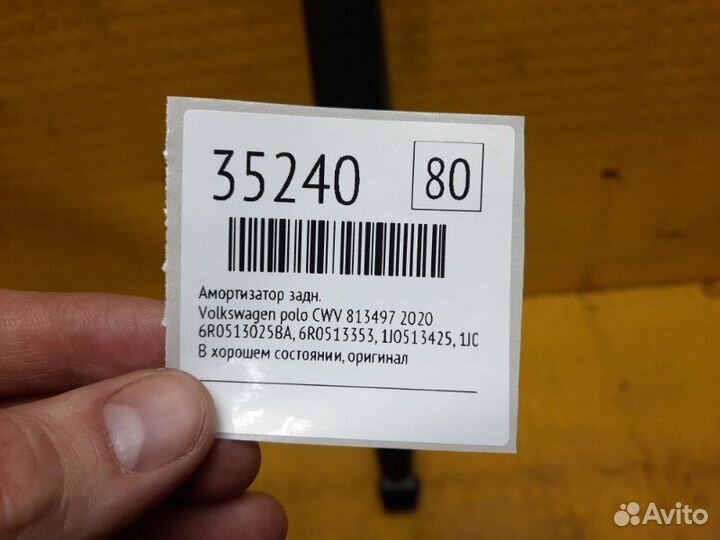 35240
80
Амортизатор задн.
Volkswagen polo CWV 813497 2020
6R0513025BA, 6R0513353, 1J0513425, 1JC
В хорошем состоянии, оригинал
Avito